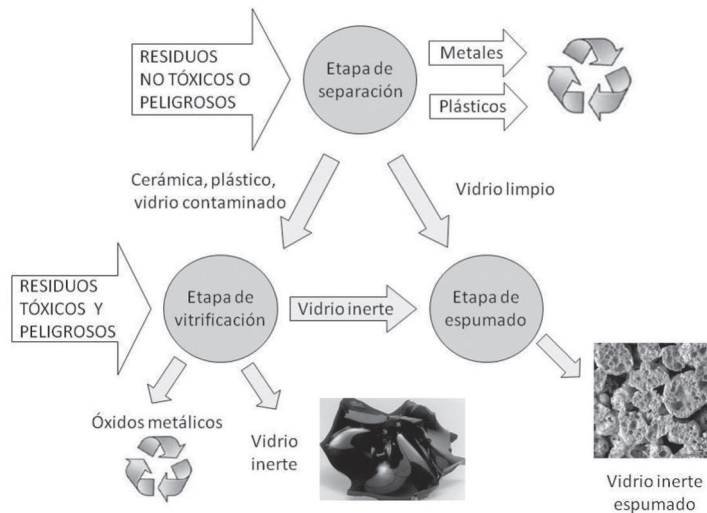 RESIDUOS
NO TÓXICOS O
PELIGROSOS
Etapa de
separación
Metales
Plásticos
Cerámica, plástico,
vidrio contaminado
Vidrio limpio
RESIDUOS
TÓXICOS Y
PELIGROSOS
Etapa de
vitrificación
Vidrio inerte
Etapa de
espumado
Óxidos metálicos
Vidrio
inerte
Vidrio inerte
espumado